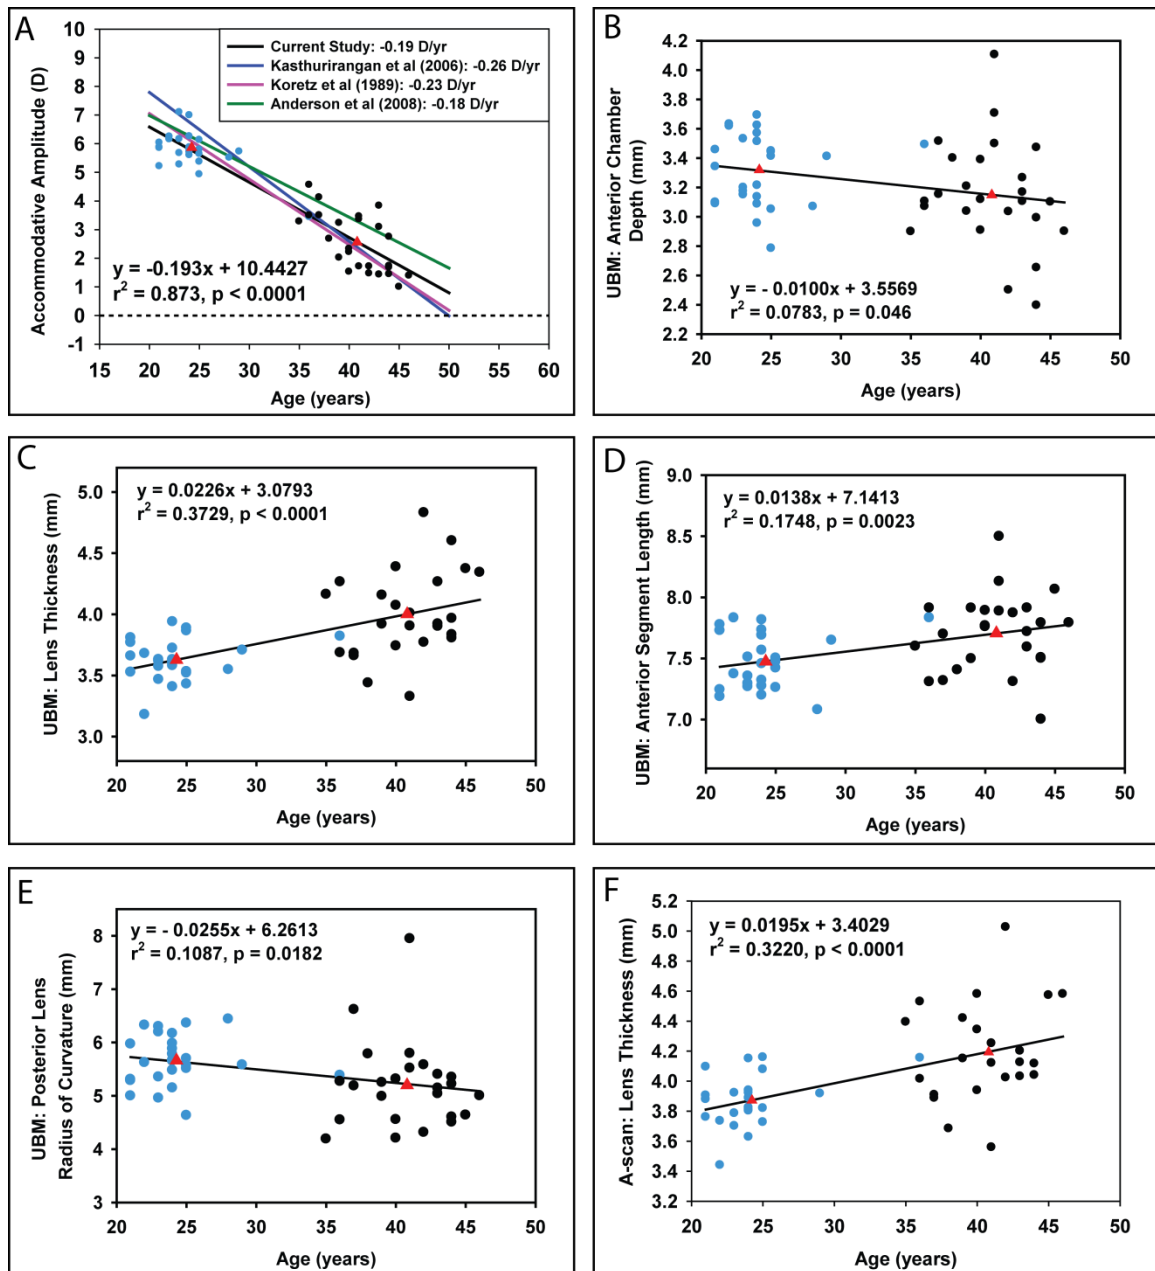 A
10
9
8
7
6
5
4
3
2
1
0
-1
Accommodative Amplitude (D)
Current Study: -0.19 D/yr
Kasthurirangan et al (2006): -0.26 D/yr
Koretz et al (1989): -0.23 D/yr
Anderson et al (2008): -0.18 D/yr
y = -0.193x + 10.4427
r² = 0.873, p < 0.0001
15 20 25 30 35 40 45 50 55 60
Age (years)
B
4.2
4.0
3.8
3.6
3.4
3.2
3.0
2.8
2.6
2.4
2.2
UBM: Anterior Chamber
Depth (mm)
y = - 0.0100x + 3.5569
r² = 0.0783, p = 0.046
20 25 30 35 40 45 50
Age (years)
C
5.0
4.5
4.0
3.5
3.0
UBM: Lens Thickness (mm)
y = 0.0226x + 3.0793
r² = 0.3729, p < 0.0001
20 25 30 35 40 45 50
Age (years)
D
9.0
8.5
8.0
7.5
7.0
UBM: Anterior Segment Length (mm)
y = 0.0138x + 7.1413
r² = 0.1748, p = 0.0023
20 25 30 35 40 45 50
Age (years)
E
8
7
6
5
4
3
UBM: Posterior Lens
Radius of Curvature (mm)
y = - 0.0255x + 6.2613
r² = 0.1087, p = 0.0182
20 25 30 35 40 45 50
Age (years)
F
5.2
5.0
4.8
4.6
4.4
4.2
4.0
3.8
3.6
3.4
3.2
A-scan: Lens Thickness (mm)
y = 0.0195x + 3.4029
r² = 0.3220, p < 0.0001
20 25 30 35 40 45 50
Age (years)